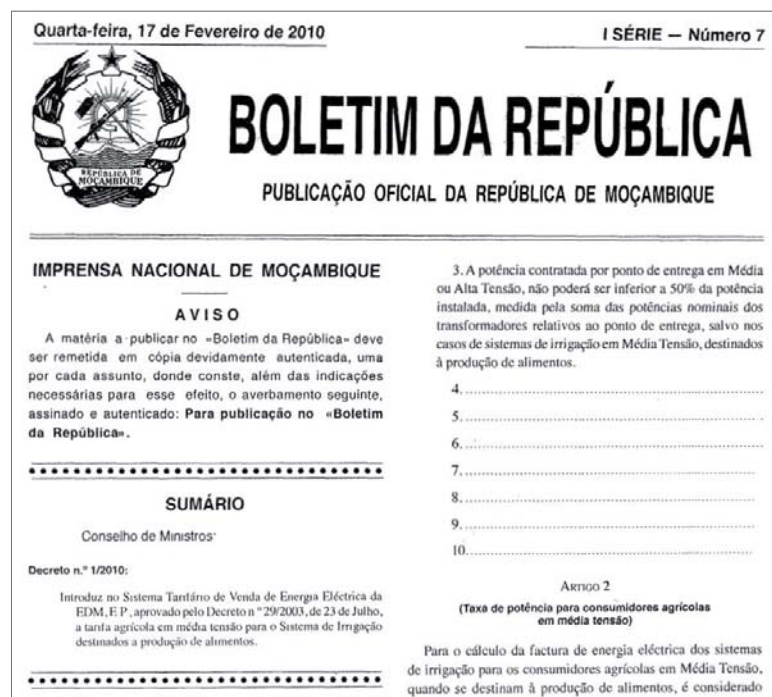 Quarta-feira, 17 de Fevereiro de 2010
I SÉRIE — Número 7
REPÚBLICA DE
MOÇAMBIQUE
BOLETIM DA REPÚBLICA
PUBLICAÇÃO OFICIAL DA REPÚBLICA DE MOÇAMBIQUE
IMPRENSA NACIONAL DE MOÇAMBIQUE
AVISO
A matéria a publicar no «Boletim da República» deve
ser remetida em cópia devidamente autenticada, uma
por cada assunto, donde conste, além das indicações
necessárias para esse efeito, o averbamento seguinte,
assinado e autenticado: Para publicação no «Boletim
da República».
SUMÁRIO
Conselho de Ministros
Decreto n.º 1/2010:
Introduz no Sistema Tarifário de Venda de Energia Eléctrica da
EDM, E P, aprovado pelo Decreto n º 29/2003, de 23 de Julho,
a tarifa agrícola em média tensão para o Sistema de Irrigação
destinados a produção de alimentos.
3. A potência contratada por ponto de entrega em Média
ou Alta Tensão, não poderá ser inferior a 50% da potência
instalada, medida pela soma das potências nominais dos
transformadores relativos ao ponto de entrega, salvo nos
casos de sistemas de irrigação em Média Tensão, destinados
à produção de alimentos.
4. ..................................................
5. ..................................................
6. ..................................................
7. ..................................................
8. ..................................................
9. ..................................................
10. ..................................................
ARTIGO 2
(Taxa de potência para consumidores agrícolas
em média tensão)
Para o cálculo da factura de energia eléctrica dos sistemas
de irrigação para os consumidores agrícolas em Média Tensão,
quando se destinam à produção de alimentos, é considerado